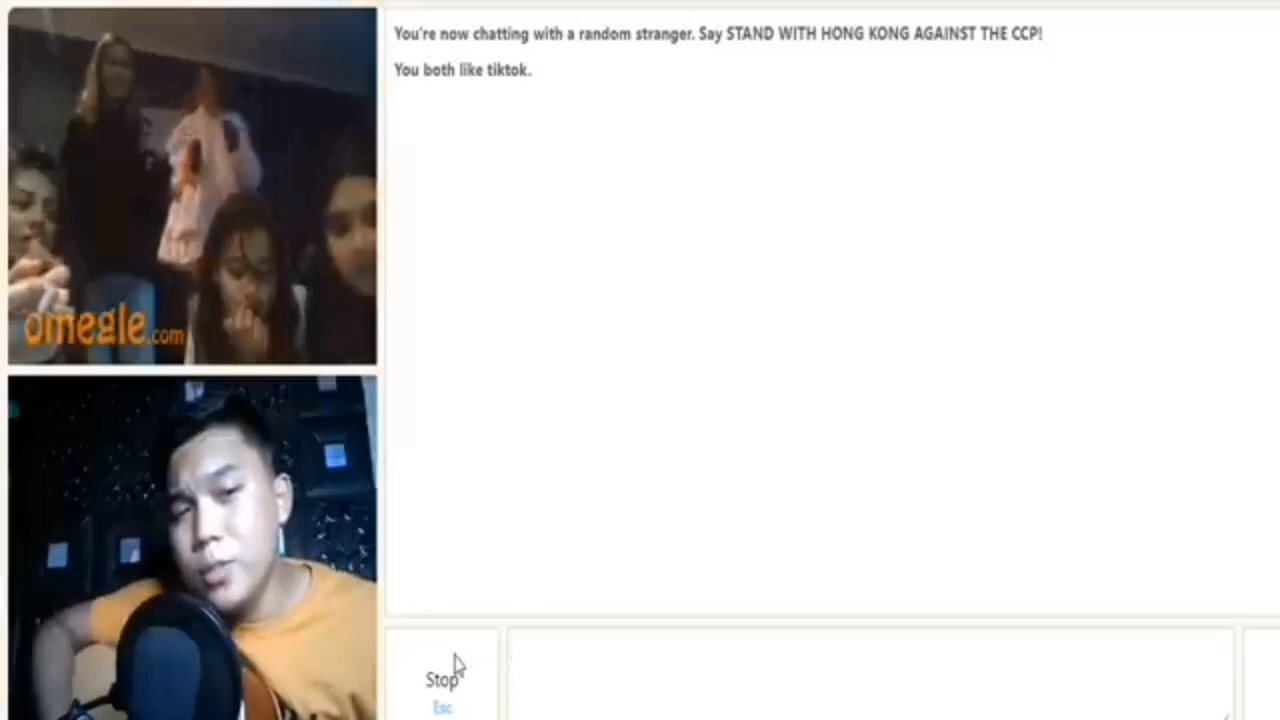 You're now chatting with a random stranger. Say STAND WITH HONG KONG AGAINST THE CCP!
You both like tiktok.
omegle.com
Stop
Esc